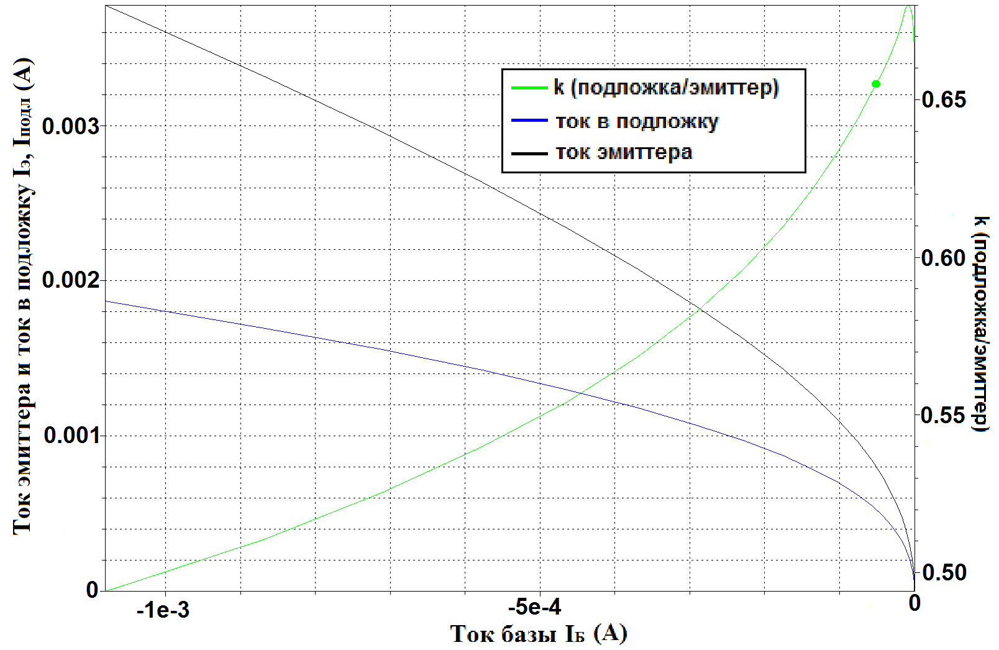 Ток эмиттера и ток в подложку Iэ, Iподл (А)
0.003
0.002
0.001
0
k (подложка/эмиттер)
ток в подложку
ток эмиттера
0.65
0.60
0.55
0.50
k (подложка/эмиттер)
-1e-3
-5e-4
0
Ток базы IБ (А)